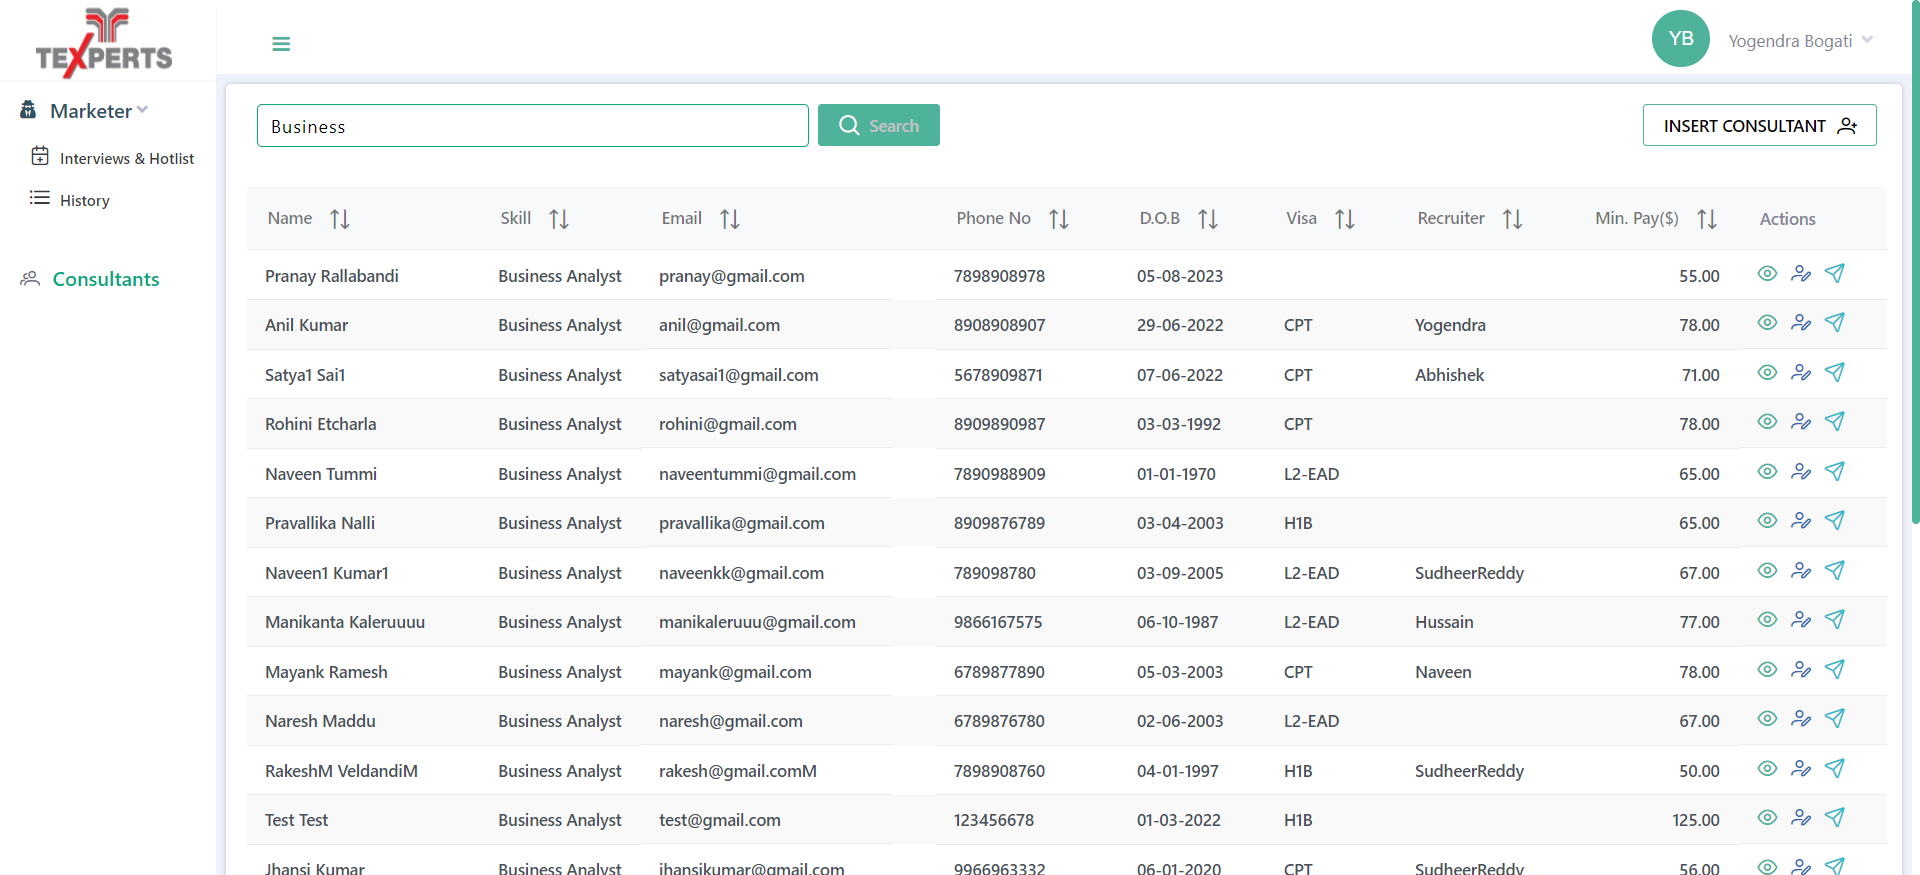 TEXPERTS
YB Yogendra Bogati
Marketer
Interviews & Hotlist
History
Consultants
Business Search INSERT CONSULTANT
Name Skill Email Phone No D.O.B Visa Recruiter Min. Pay($) Actions
Pranay Rallabandi Business Analyst pranay@gmail.com 7898908978 05-08-2023 55.00
Anil Kumar Business Analyst anil@gmail.com 8908908907 29-06-2022 CPT Yogendra 78.00
Satya1 Sai1 Business Analyst satyasai1@gmail.com 5678909871 07-06-2022 CPT Abhishek 71.00
Rohini Etcharla Business Analyst rohini@gmail.com 8909890987 03-03-1992 CPT 78.00
Naveen Tummi Business Analyst naveentummi@gmail.com 7890988909 01-01-1970 L2-EAD 65.00
Pravallika Nalli Business Analyst pravallika@gmail.com 8909876789 03-04-2003 H1B 65.00
Naveen1 Kumar1 Business Analyst naveenkk@gmail.com 789098780 03-09-2005 L2-EAD SudheerReddy 67.00
Manikanta Kaleruuuu Business Analyst manikaleruuu@gmail.com 9866167575 06-10-1987 L2-EAD Hussain 77.00
Mayank Ramesh Business Analyst mayank@gmail.com 6789877890 05-03-2003 CPT Naveen 78.00
Naresh Maddu Business Analyst naresh@gmail.com 6789876780 02-06-2003 L2-EAD 67.00
RakeshM VeldandiM Business Analyst rakesh@gmail.comM 7898908760 04-01-1997 H1B SudheerReddy 50.00
Test Test Business Analyst test@gmail.com 123456678 01-03-2022 H1B 125.00
Jhansi Kumar Business Analyst jhansikumar@gmail.com 9966963332 06-01-2020 CPT SudheerReddy 56.00